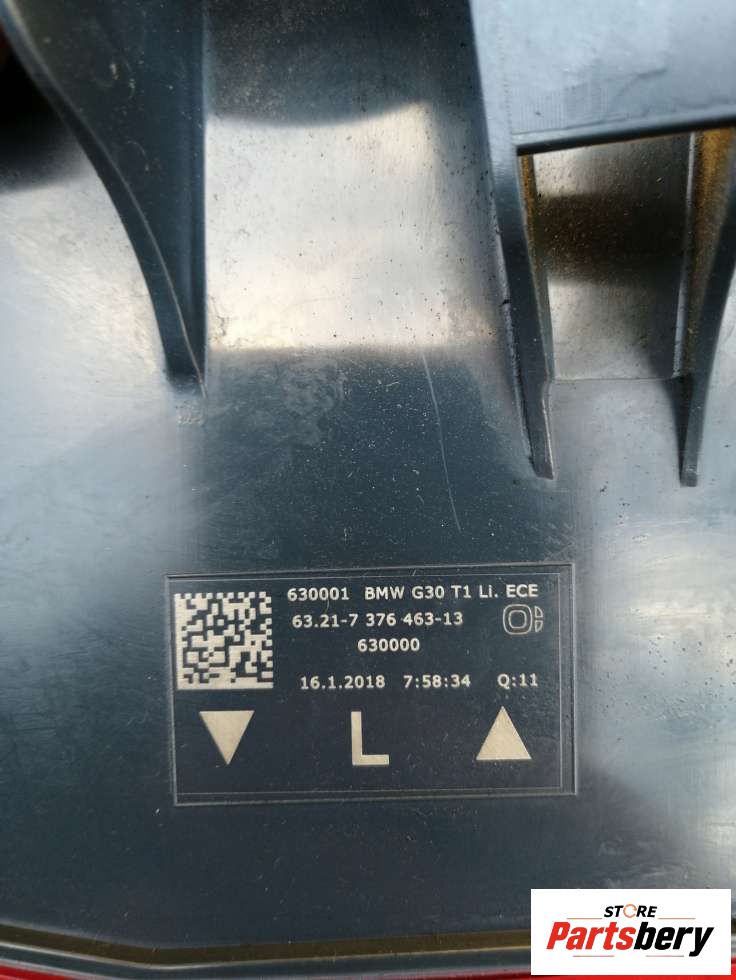 630001 BMW G30 T1 Li. ECE
63.21-7 376 463-13
630000
16.1.2018 7:58:34 Q:11
L
STORE
Partsbery